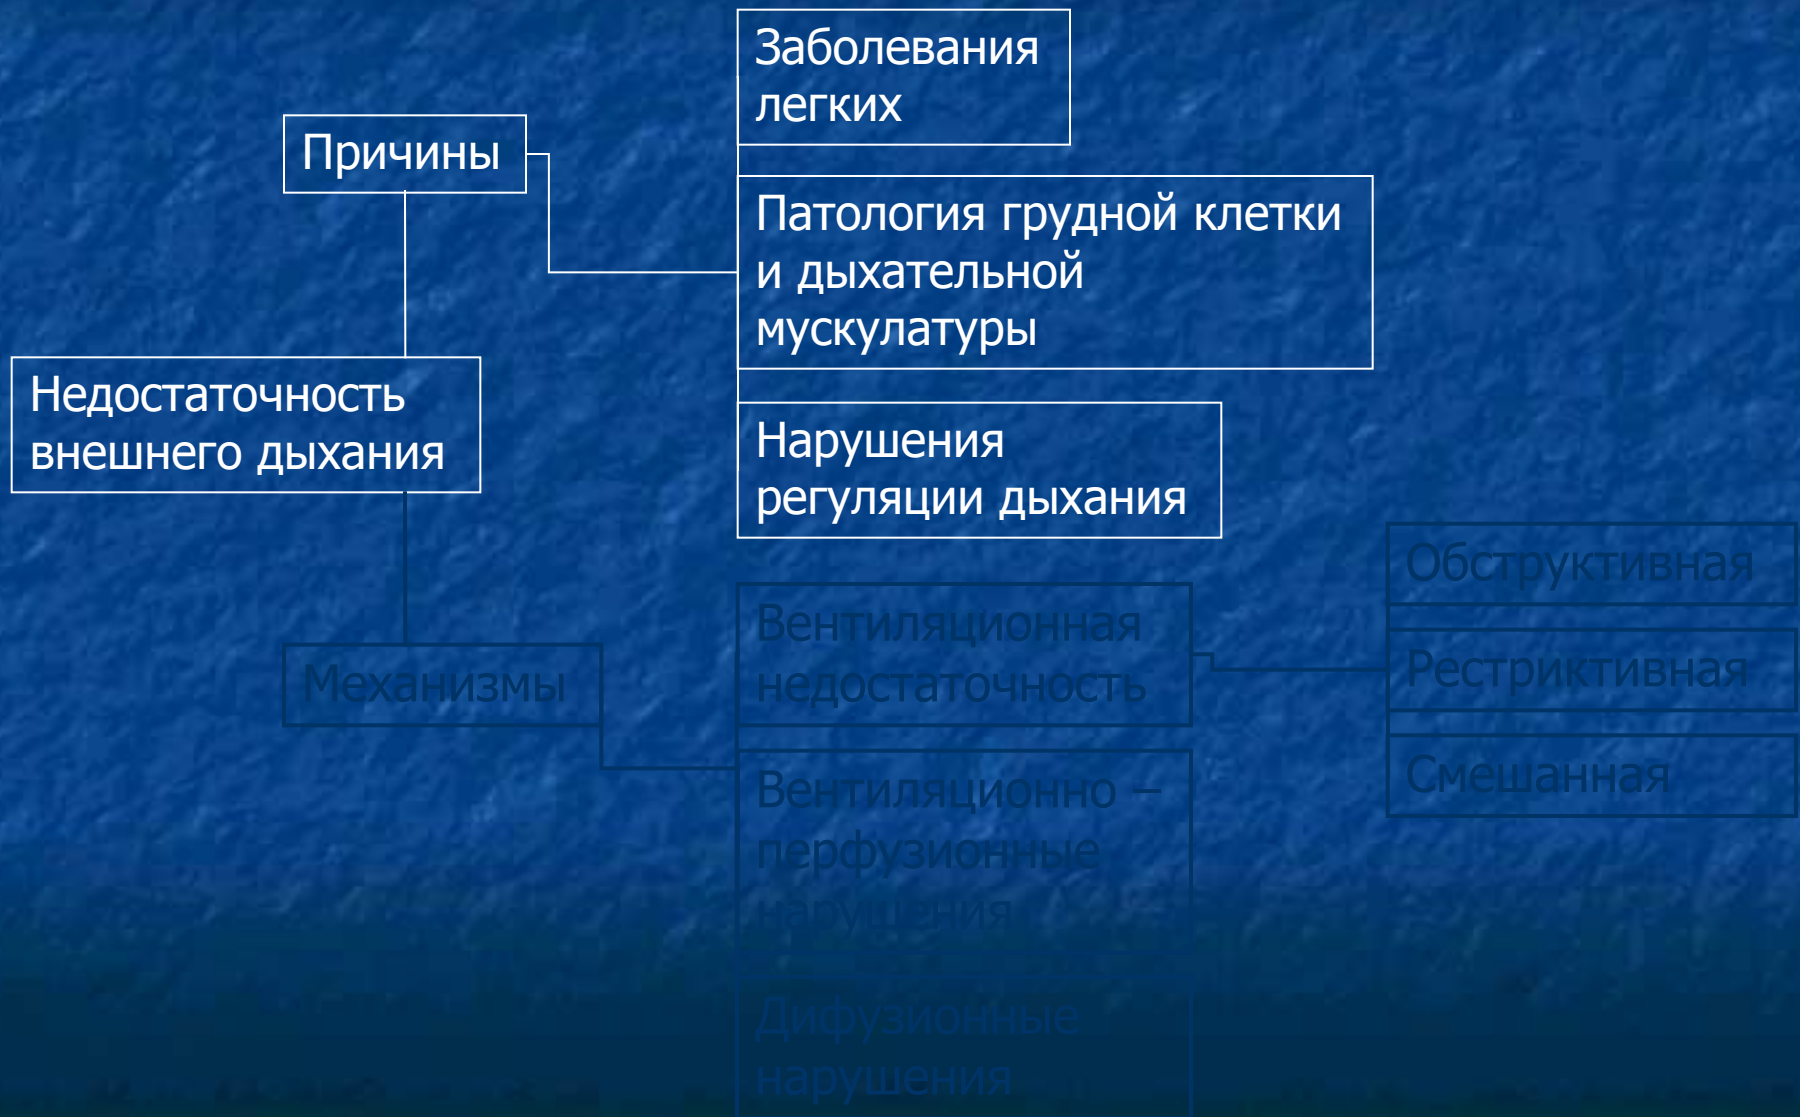 Заболевания
легких
Причины
Патология грудной клетки
и дыхательной
мускулатуры
Недостаточность
внешнего дыхания
Нарушения
регуляции дыхания
Механизмы
Вентиляционная
недостаточность
Обструктивная
Рестриктивная
Смешанная
Вентиляционно –
перфузионные
нарушения
Дифузионные
нарушения